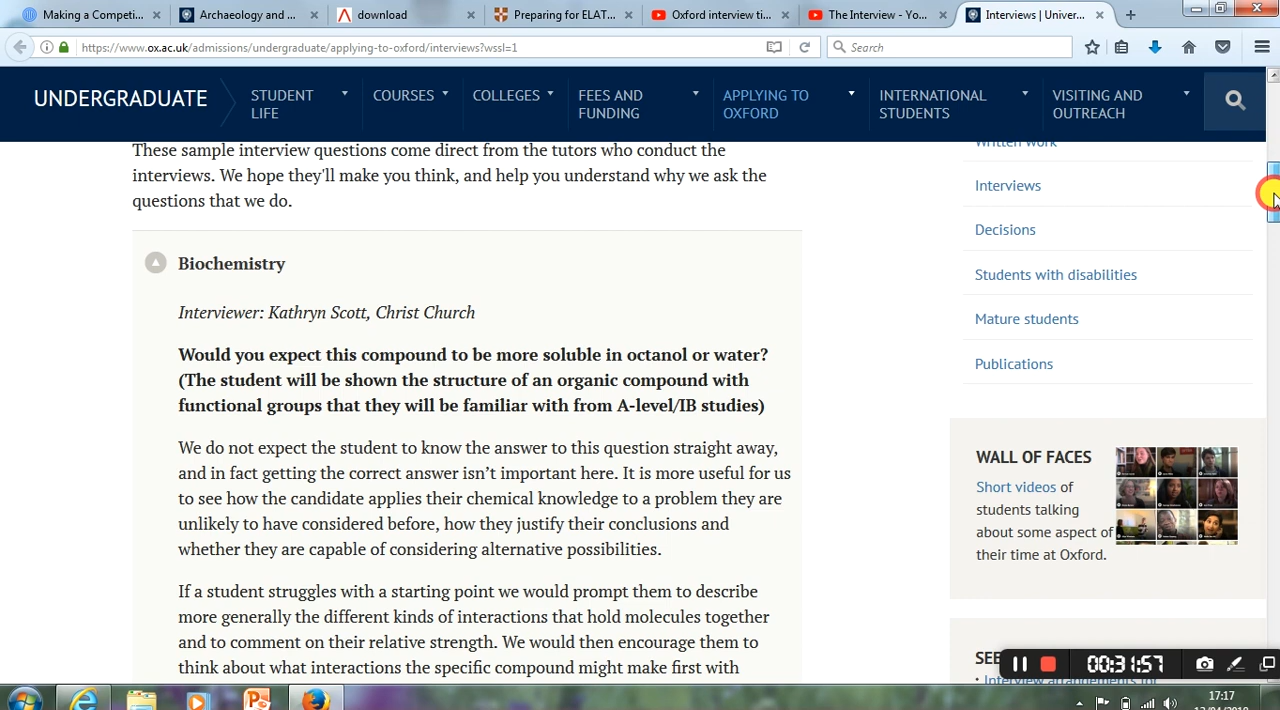 Making a Competi...
Archaeology and ...
download
Preparing for ELAT...
Oxford interview ti...
The Interview - Yo...
Interviews | Univer...
https://www.ox.ac.uk/admissions/undergraduate/applying-to-oxford/interviews?wssl=1
Search
UNDERGRADUATE
STUDENT LIFE
COURSES
COLLEGES
FEES AND FUNDING
APPLYING TO OXFORD
INTERNATIONAL STUDENTS
VISITING AND OUTREACH
These sample interview questions come direct from the tutors who conduct the
interviews. We hope they'll make you think, and help you understand why we ask the
questions that we do.
Biochemistry
Interviewer: Kathryn Scott, Christ Church
Would you expect this compound to be more soluble in octanol or water?
(The student will be shown the structure of an organic compound with
functional groups that they will be familiar with from A-level/IB studies)
We do not expect the student to know the answer to this question straight away,
and in fact getting the correct answer isn't important here. It is more useful for us
to see how the candidate applies their chemical knowledge to a problem they are
unlikely to have considered before, how they justify their conclusions and
whether they are capable of considering alternative possibilities.
If a student struggles with a starting point we would prompt them to describe
more generally the different kinds of interactions that hold molecules together
and to comment on their relative strength. We would then encourage them to
think about what interactions the specific compound might make first with
Written work
Interviews
Decisions
Students with disabilities
Mature students
Publications
WALL OF FACES
Short videos of
students talking
about some aspect of
their time at Oxford.
SEE
Interview arrangements for
00:31:57
17:17